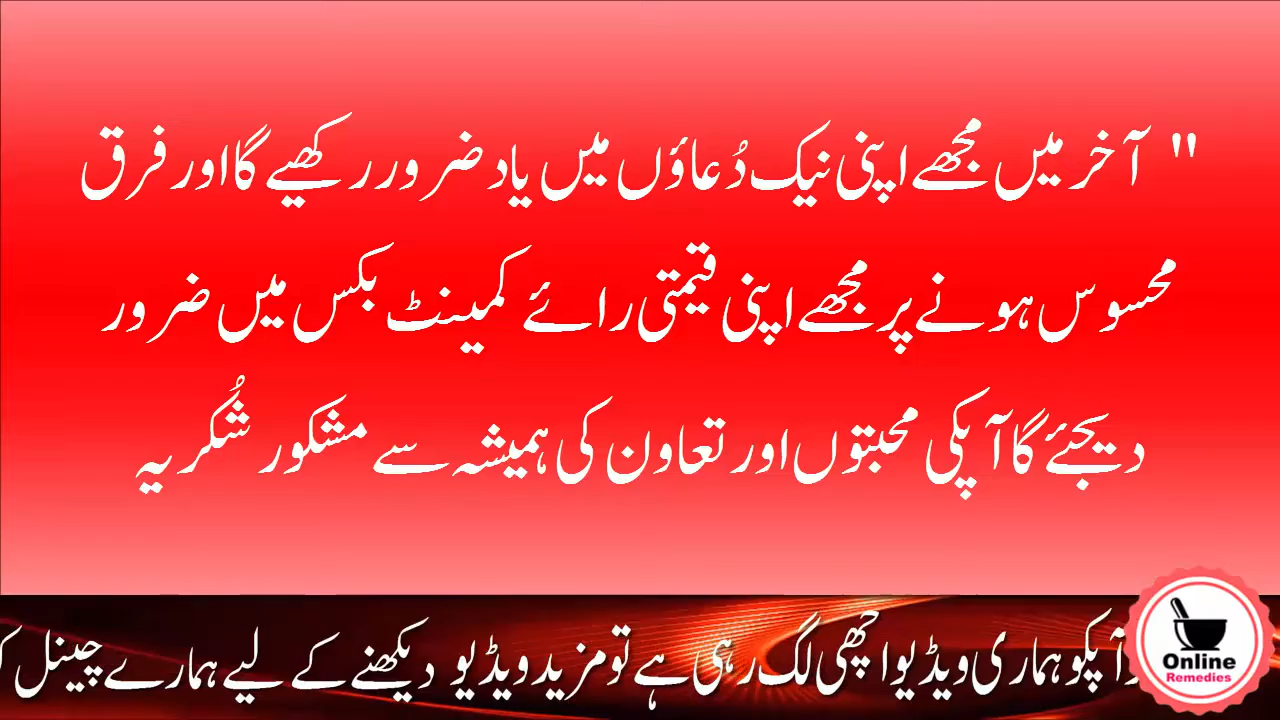 " آخر میں مجھے اپنی نیک دُعاؤں میں یاد ضرور رکھیے گا اور فرق
محسوس ہونے پر مجھے اپنی قیمتی رائے کمینٹ بکس میں ضرور
دیجئے گا آپکی محبتوں اور تعاون کی ہمیشہ سے مشکور شُکریہ
آپکو ہماری ویڈیو اچھی لگ رہی ہے تو مزید ویڈیو دیکھنے کے لیے ہمارے چینل
Online
Remedies